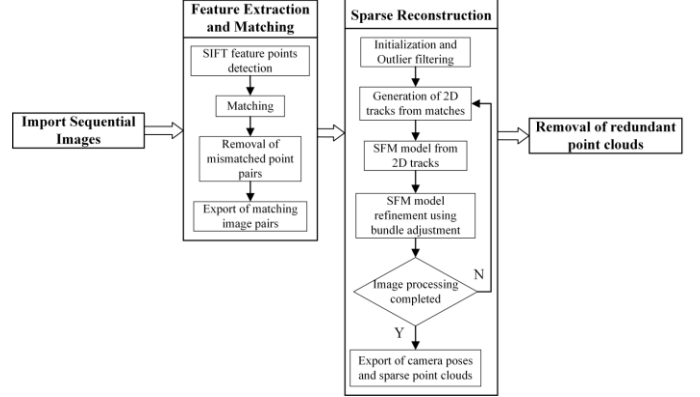 Import Sequential
Images
Feature Extraction
and Matching
SIFT feature points
detection
Matching
Removal of
mismatched point
pairs
Export of matching
image pairs
Sparse Reconstruction
Initialization and
Outlier filtering
Generation of 2D
tracks from matches
SFM model from
2D tracks
SFM model
refinement using
bundle adjustment
Image processing
completed
N
Y
Export of camera poses
and sparse point clouds
Removal of redundant
point clouds